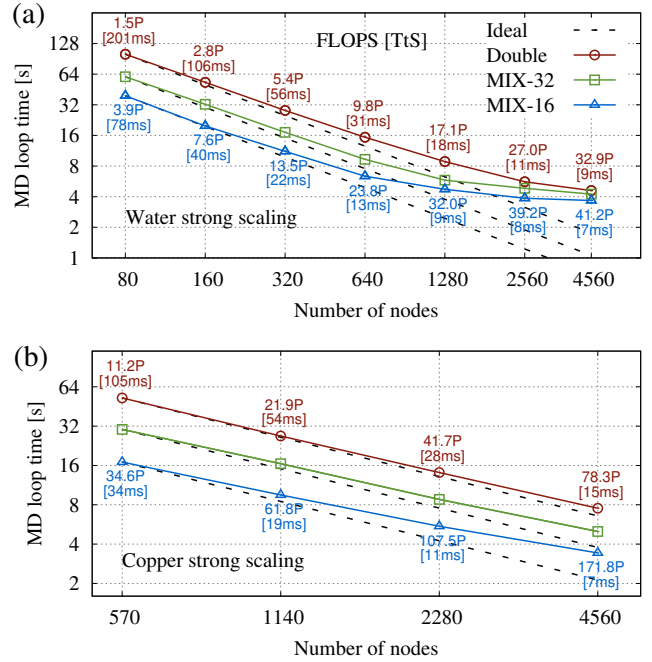 (a)
FLOPS [TtS]
Ideal
Double
MIX-32
MIX-16
MD loop time [s]
128
64
32
16
8
4
2
1
1.5P
[201ms]
2.8P
[106ms]
5.4P
[56ms]
9.8P
[31ms]
17.1P
[18ms]
27.0P
[11ms]
32.9P
[9ms]
3.9P
[78ms]
7.6P
[40ms]
13.5P
[22ms]
23.8P
[13ms]
32.0P
[9ms]
39.2P
[8ms]
41.2P
[7ms]
Water strong scaling
80 160 320 640 1280 2560 4560
Number of nodes
(b)
MD loop time [s]
64
32
16
8
4
2
11.2P
[105ms]
21.9P
[54ms]
41.7P
[28ms]
78.3P
[15ms]
34.6P
[34ms]
61.8P
[19ms]
107.5P
[11ms]
171.8P
[7ms]
Copper strong scaling
570 1140 2280 4560
Number of nodes